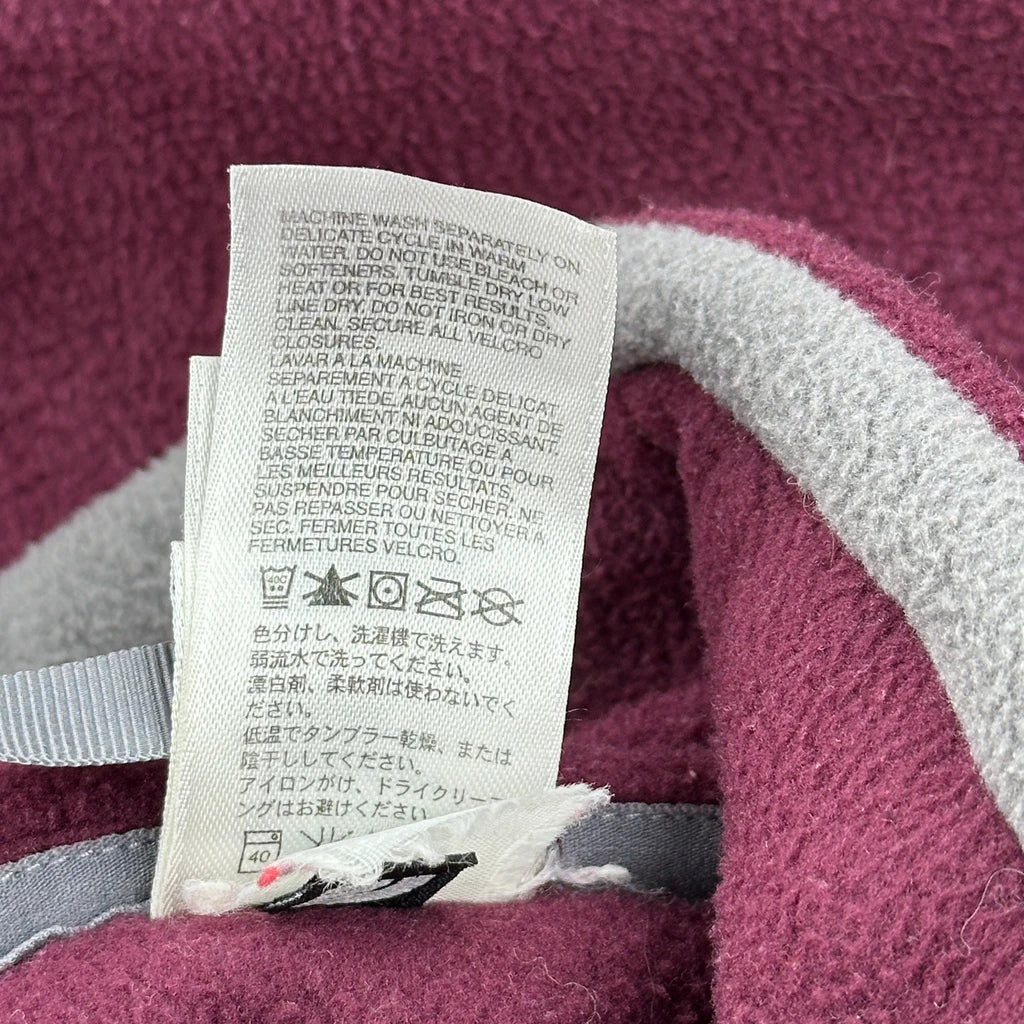 MACHINE WASH SEPARATELY ON
DELICATE CYCLE IN WARM
WATER. DO NOT USE BLEACH OR
SOFTENERS. TUMBLE DRY LOW
HEAT OR FOR BEST RESULTS,
LINE DRY. DO NOT IRON OR DRY
CLEAN. SECURE ALL VELCRO
CLOSURES.
LAVAR A LA MACHINE
SEPAREMENT A CYCLE DELICAT
A L'EAU TIEDE. AUCUN AGENT DE
BLANCHIMENT NI ADOUCISSANT.
SECHER PAR CULBUTAGE A
BASSE TEMPERATURE OU POUR
LES MEILLEURS RESULTATS,
SUSPENDRE POUR SECHER. NE
PAS REPASSER OU NETTOYER A
SEC. FERMER TOUTES LES
FERMETURES VELCRO.
40C
色分けし、洗濯機で洗えます。
弱流水で洗ってください。
漂白剤、柔軟剤は使わないでく
ださい。
低温でタンブラー乾燥、または
陰干ししてください。
アイロンがけ、ドライクリーニ
ングはお避けください
40